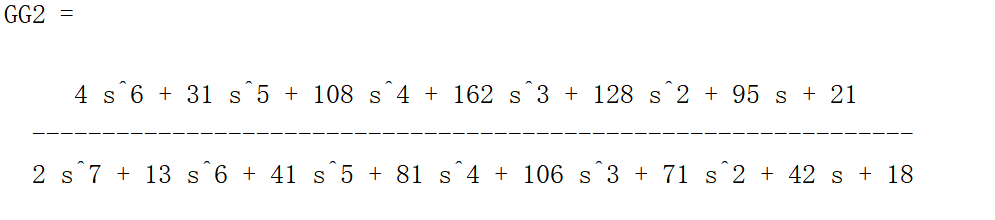 GG2 =
4 s^6 + 31 s^5 + 108 s^4 + 162 s^3 + 128 s^2 + 95 s + 21
---------------------------------------------------------------
2 s^7 + 13 s^6 + 41 s^5 + 81 s^4 + 106 s^3 + 71 s^2 + 42 s + 18